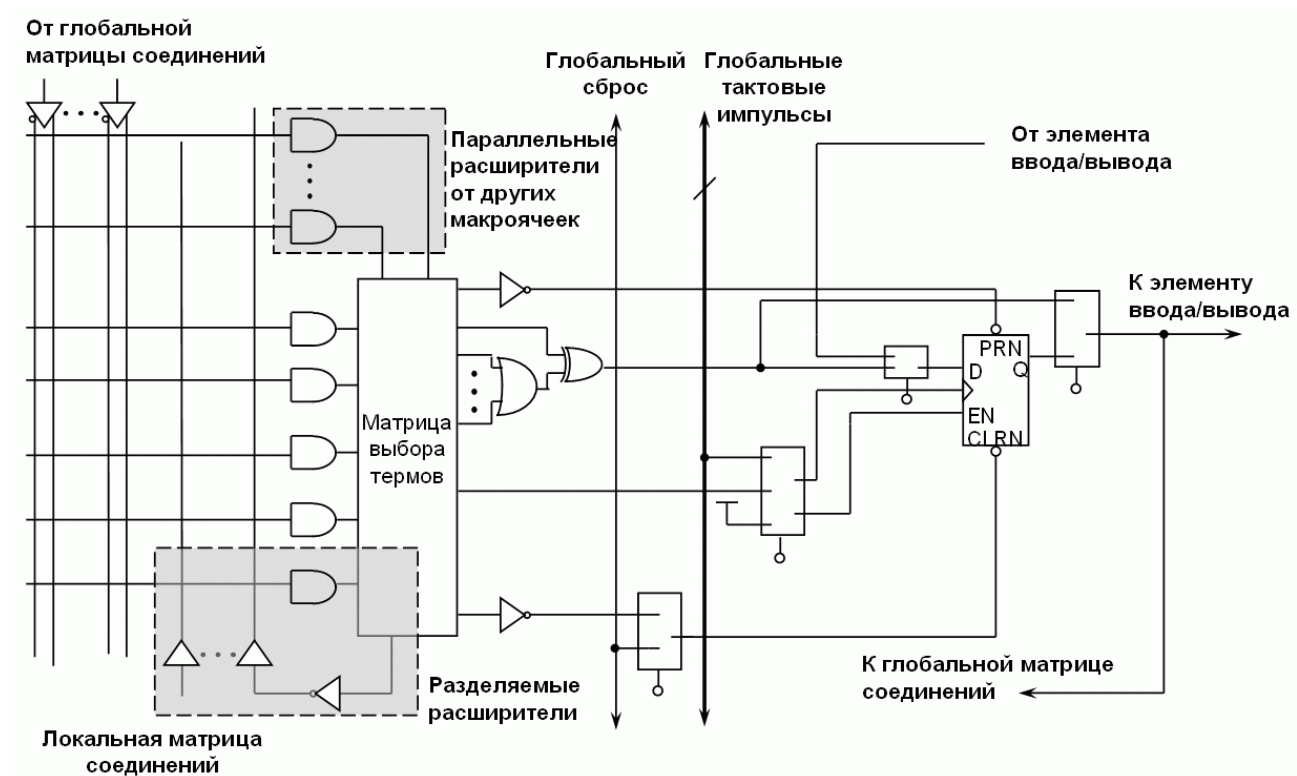 От глобальной
матрицы соединений
Глобальный
сброс
Глобальные
тактовые
импульсы
Параллельные
расширители
от других
макроячеек
От элемента
ввода/вывода
К элементу
ввода/вывода
PRN
D
Q
EN
CLRN
Матрица
выбора
термов
К глобальной матрице
соединений
Разделяемые
расширители
Локальная матрица
соединений